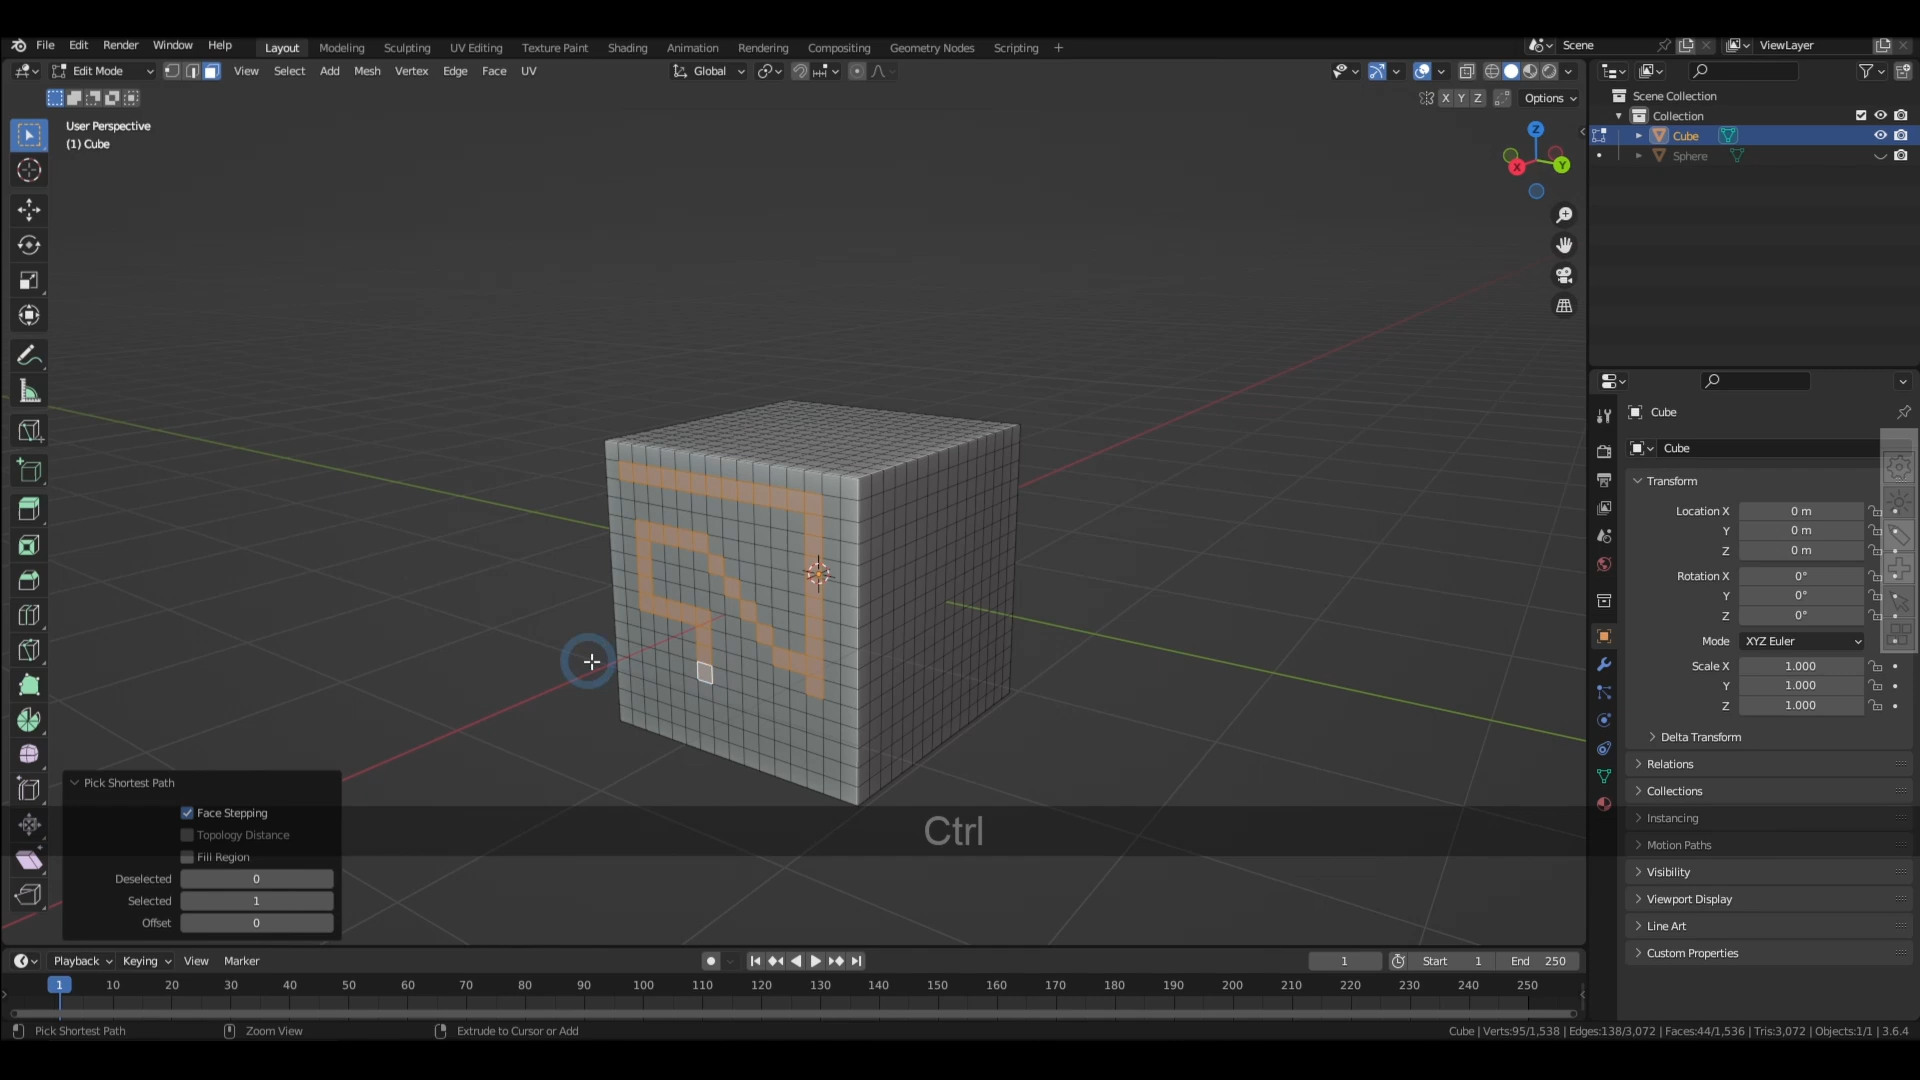 File Edit Render Window Help Layout Modeling Sculpting UV Editing Texture Paint Shading Animation Rendering Compositing Geometry Nodes Scripting + Scene ViewLayer
Edit Mode View Select Add Mesh Vertex Edge Face UV Global
X Y Z Options
User Perspective
(1) Cube
Z
X Y
Scene Collection
Collection
Cube
Sphere
Cube
Cube
Transform
Location X 0 m
Y 0 m
Z 0 m
Rotation X 0°
Y 0°
Z 0°
Mode XYZ Euler
Scale X 1.000
Y 1.000
Z 1.000
Delta Transform
Relations
Collections
Instancing
Motion Paths
Visibility
Viewport Display
Line Art
Custom Properties
Pick Shortest Path
Face Stepping
Topology Distance
Fill Region
Deselected 0
Selected 1
Offset 0
Ctrl
Playback Keying View Marker 1 Start 1 End 250
1 10 20 30 40 50 60 70 80 90 100 110 120 130 140 150 160 170 180 190 200 210 220 230 240 250
Pick Shortest Path Zoom View Extrude to Cursor or Add Cube | Verts:95/1,538 | Edges:138/3,072 | Faces:44/1,536 | Tris:3,072 | Objects:1/1 | 3.6.4